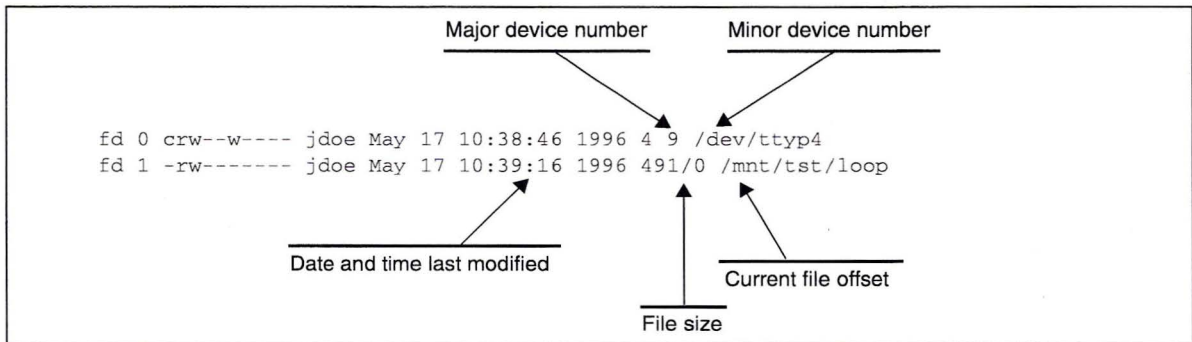 Major device number
Minor device number
fd 0 crw--w---- jdoe May 17 10:38:46 1996 4 9 /dev/ttyp4
fd 1 -rw------- jdoe May 17 10:39:16 1996 491/0 /mnt/tst/loop
Date and time last modified
Current file offset
File size